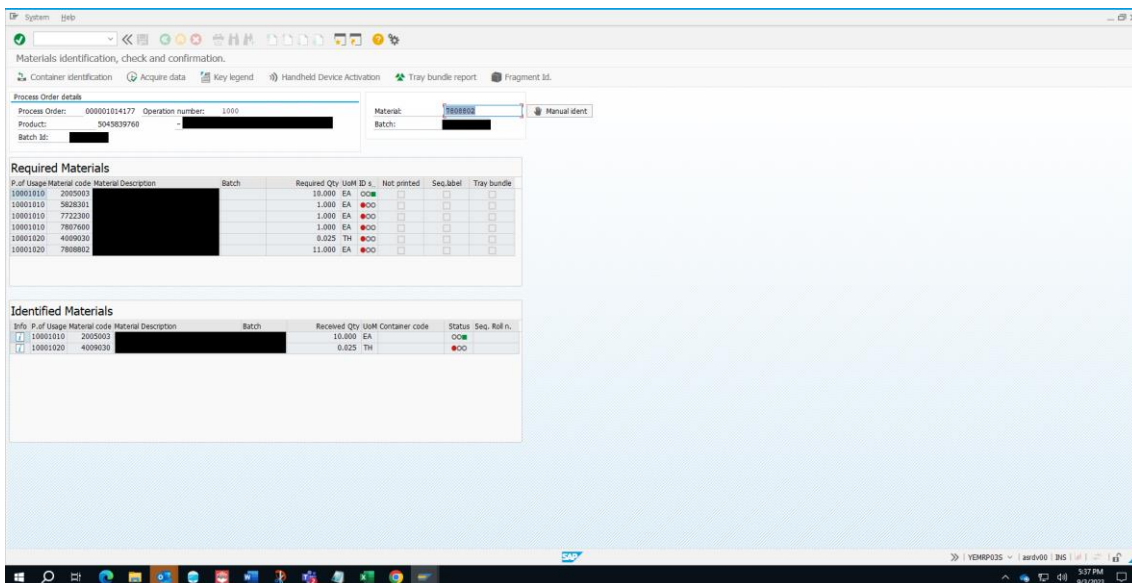 System Help
Materials identification, check and confirmation.
Container identification Acquire data Key legend Handheld Device Activation Tray bundle report Fragment Id.
Process Order details
Process Order: 000001014177 Operation number: 1000 Material: 7808802 Manual ident
Product: 5045839760 - Batch:
Batch Id:
Required Materials
P.of Usage Material code Material Description Batch Required Qty UoM ID s_ Not printed Seq.label Tray bundle
10001010 2005003 10.000 EA
10001010 5828301 1.000 EA
10001010 7722300 1.000 EA
10001010 7807600 1.000 EA
10001020 4009030 0.025 TH
10001020 7808802 11.000 EA
Identified Materials
Info P.of Usage Material code Material Description Batch Received Qty UoM Container code Status Seq. Roll n.
10001010 2005003 10.000 EA
10001020 4009030 0.025 TH
SAP
YEMRP03S asrdv00 INS
5:37 PM